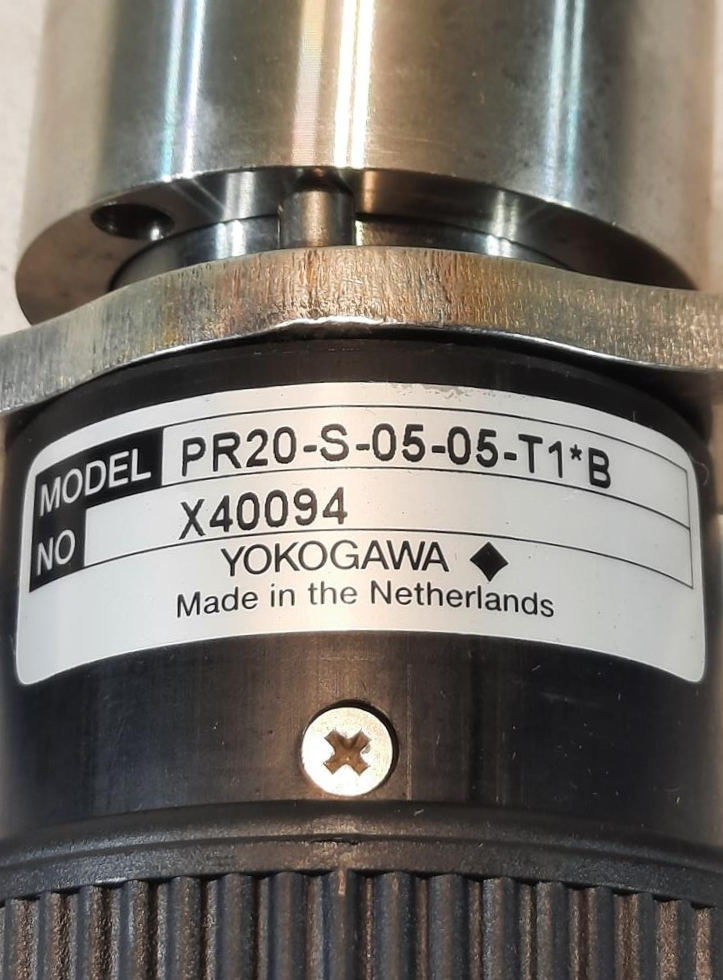 MODEL PR20-S-05-05-T1*B
NO X40094
YOKOGAWA
Made in the Netherlands